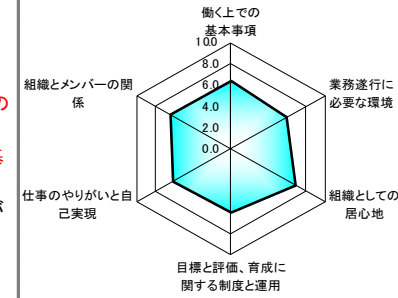 働く上での
基本事項
10.0
8.0
6.0
4.0
2.0
0.0
業務遂行に
必要な環境
組織としての
居心地
目標と評価、育成に
関する制度と運用
仕事のやりがいと自
己実現
組織とメンバーの関
係
の
が